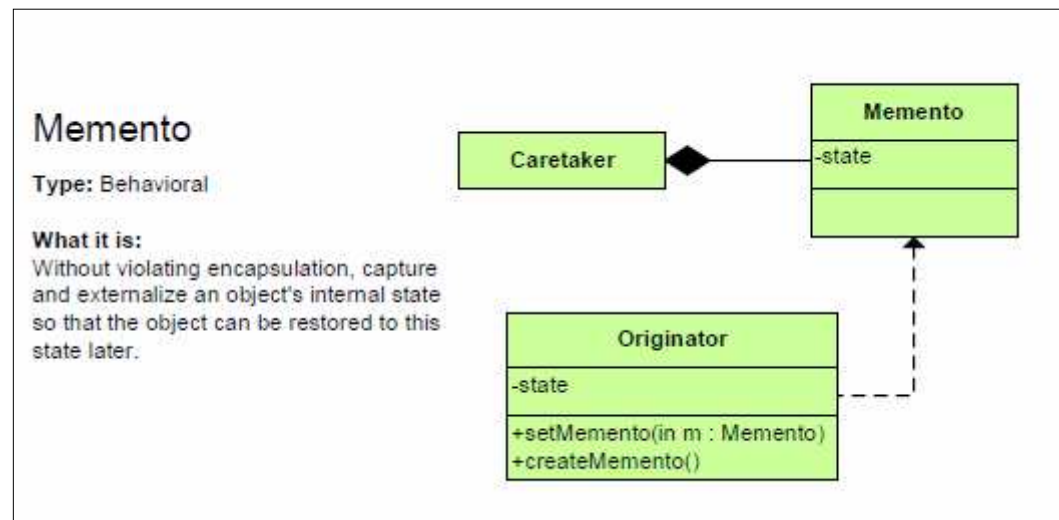 Memento
Type: Behavioral
What it is:
Without violating encapsulation, capture
and externalize an object's internal state
so that the object can be restored to this
state later.
Caretaker
Memento
-state
Originator
-state
+setMemento(in m : Memento)
+createMemento()